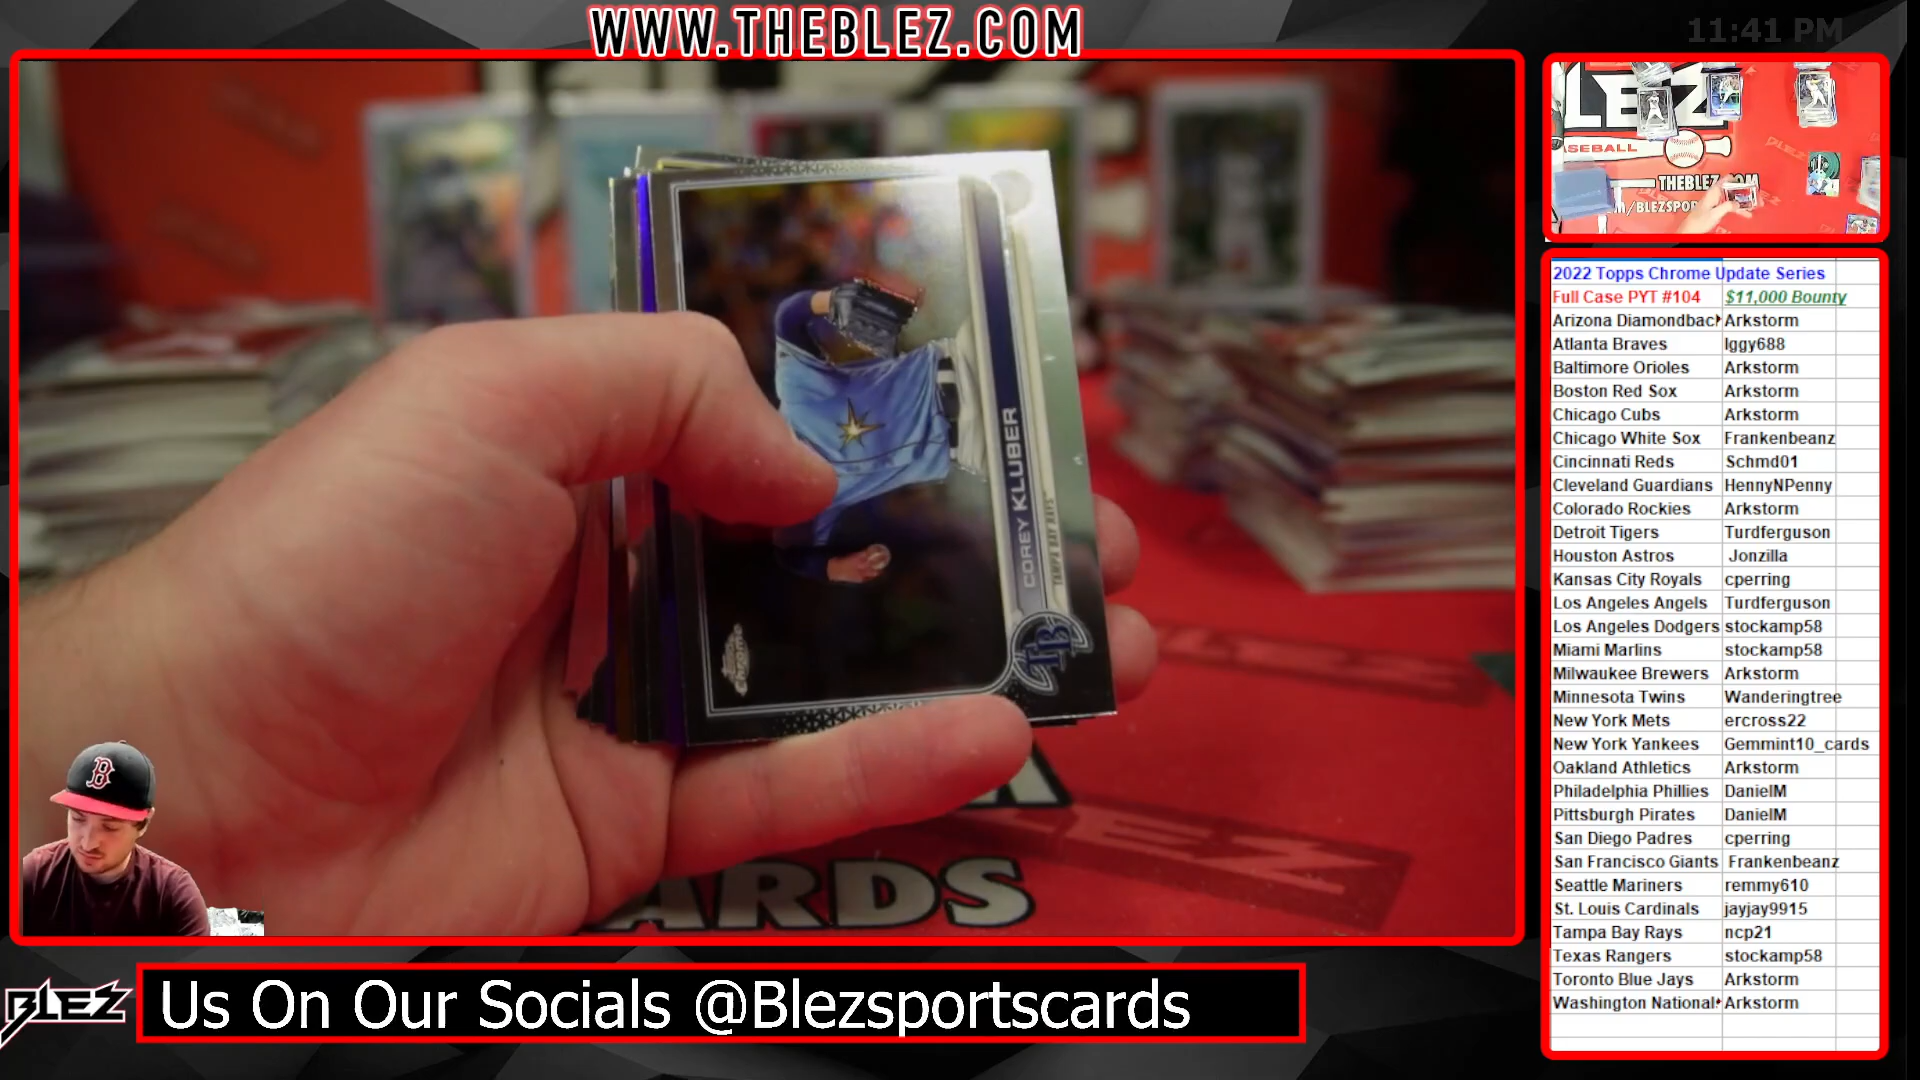 WWW.THEBLEZ.COM
11:41 PM
COREY KLUBER
TAMPA BAY RAYS
TB
Topps
Chrome
ARDS
B
BLEZ
Us On Our Socials @Blezsportscards
LEZ
BASEBALL
THEBLEZ.COM
/BLEZSPO
2022 Topps Chrome Update Series
Full Case PYT #104 $11,000 Bounty
Arizona Diamondbac Arkstorm
Atlanta Braves Iggy688
Baltimore Orioles Arkstorm
Boston Red Sox Arkstorm
Chicago Cubs Arkstorm
Chicago White Sox Frankenbeanz
Cincinnati Reds Schmd01
Cleveland Guardians HennyNPenny
Colorado Rockies Arkstorm
Detroit Tigers Turdferguson
Houston Astros Jonzilla
Kansas City Royals cperring
Los Angeles Angels Turdferguson
Los Angeles Dodgers stockamp58
Miami Marlins stockamp58
Milwaukee Brewers Arkstorm
Minnesota Twins Wanderingtree
New York Mets ercross22
New York Yankees Gemmint10_cards
Oakland Athletics Arkstorm
Philadelphia Phillies DanielM
Pittsburgh Pirates DanielM
San Diego Padres cperring
San Francisco Giants Frankenbeanz
Seattle Mariners remmy610
St. Louis Cardinals jayjay9915
Tampa Bay Rays ncp21
Texas Rangers stockamp58
Toronto Blue Jays Arkstorm
Washington National Arkstorm